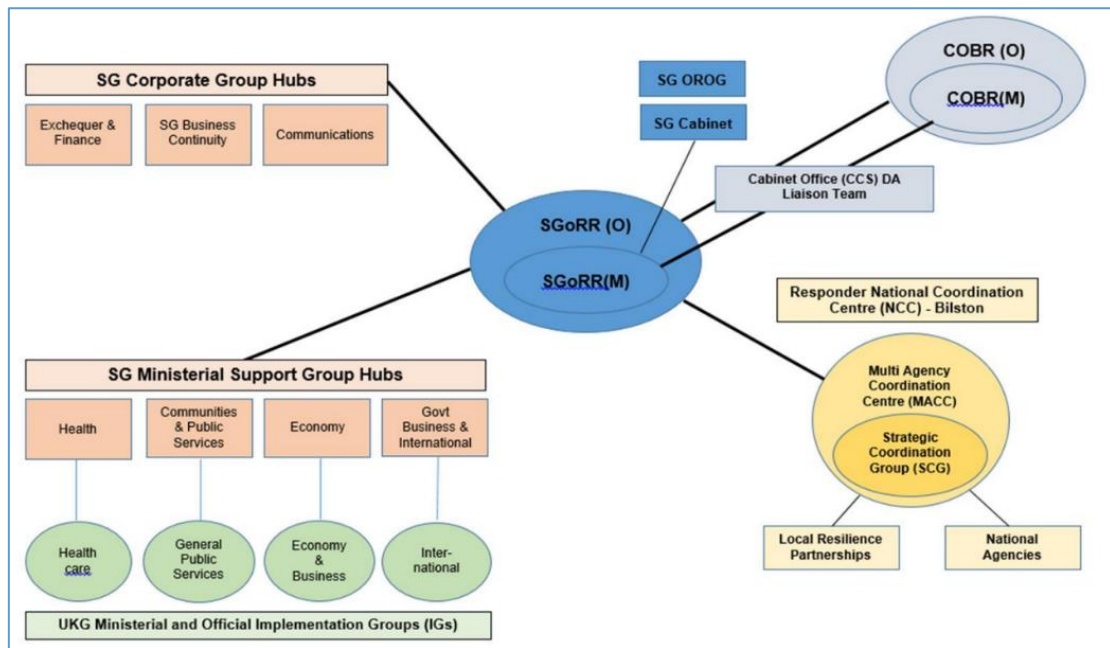 SG Corporate Group Hubs
Exchequer &
Finance
SG Business
Continuity
Communications
SG OROG
SG Cabinet
COBR (O)
COBR(M)
Cabinet Office (CCS) DA
Liaison Team
SGoRR (O)
SGoRR(M)
Responder National Coordination
Centre (NCC) - Bilston
Multi Agency
Coordination
Centre (MACC)
Strategic
Coordination
Group (SCG)
Local Resilience
Partnerships
National
Agencies
SG Ministerial Support Group Hubs
Health
Communities
& Public
Services
Economy
Govt
Business &
International
Health
care
General
Public
Services
Economy
&
Business
Inter-
national
UKG Ministerial and Official Implementation Groups (IGs)